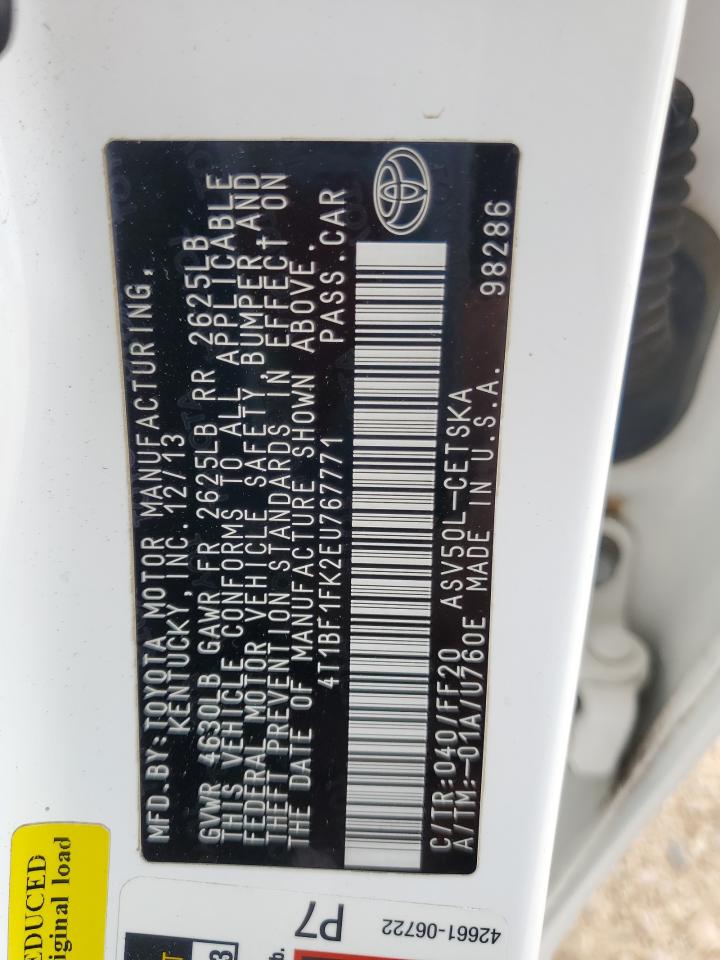 MFD.BY:TOYOTA MOTOR MANUFACTURING,
KENTUCKY, INC. 12/13
GVWR 4630LB GAWR FR 2625LB RR 2625LB
THIS VEHICLE CONFORMS TO ALL APPLICABLE
FEDERAL MOTOR VEHICLE SAFETY,BUMPER,AND
THEFT PREVENTION STANDARDS IN EFFECT ON
THE DATE OF MANUFACTURE SHOWN ABOVE.
4T1BF1FK2EU767771 PASS.CAR
C/TR:040/FF20 ASV50L-CETSKA
A/TM:-01A/U760E MADE IN U.S.A.
98286
EDUCED
iginal load
P7
42661-06722